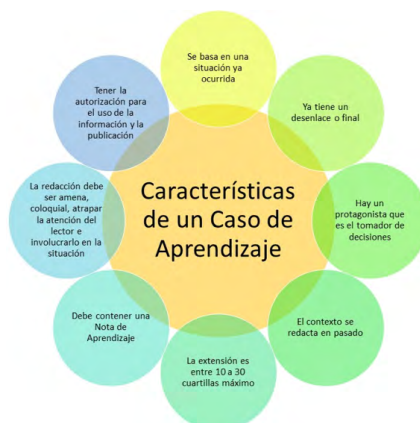 Características
de un Caso de
Aprendizaje
Se basa en una
situación ya
ocurrida
Ya tiene un
desenlace o final
Hay un
protagonista que
es el tomador de
decisiones
El contexto se
redacta en pasado
La extensión es
entre 10 a 30
cuartillas máximo
Debe contener una
Nota de
Aprendizaje
La redacción debe
ser amena,
coloquial, atrapar
la atención del
lector e
involucrarlo en la
situación
Tener la
autorización para
el uso de la
información y la
publicación